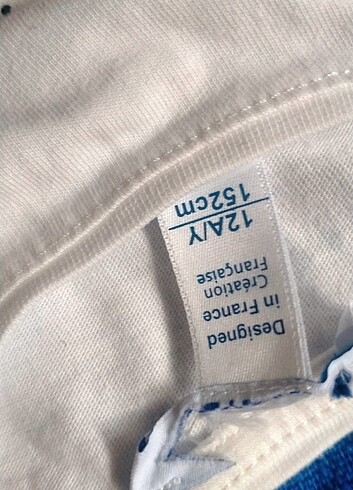 Designed
in France
Création
Française
12A/Y
152cm